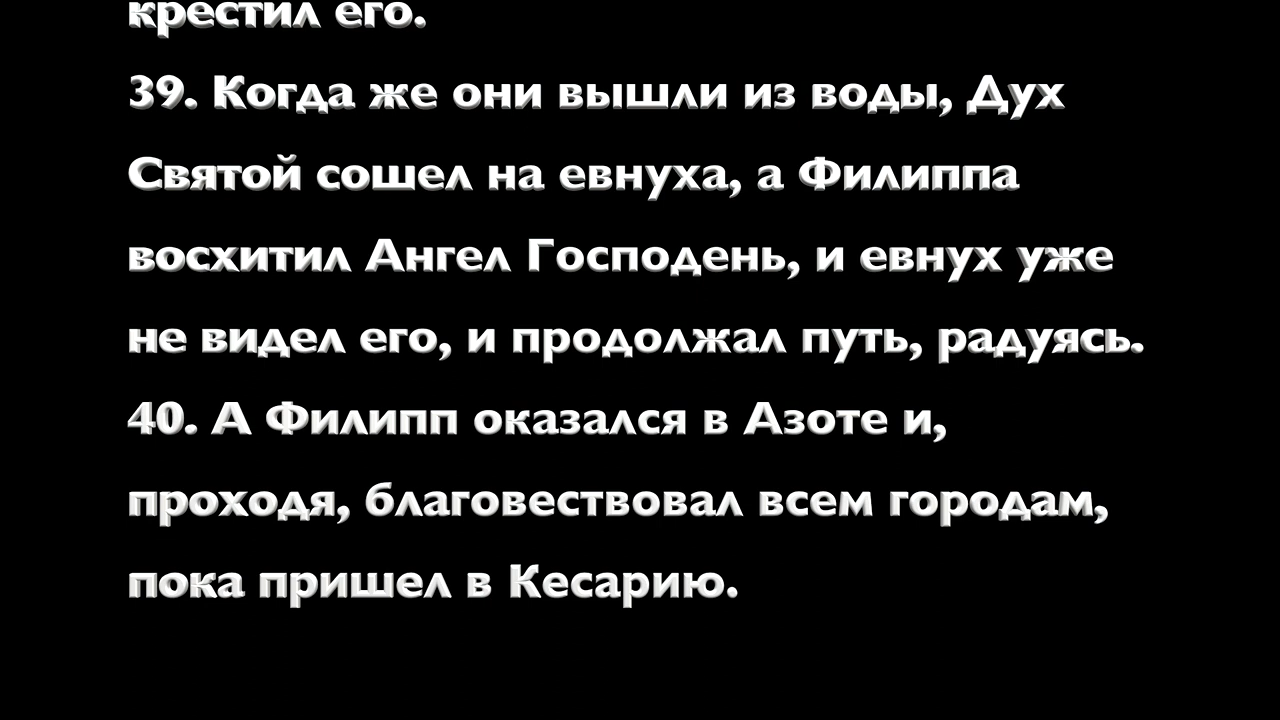 крестил его.
39. Когда же они вышли из воды, Дух
Святой сошел на евнуха, а Филиппа
восхитил Ангел Господень, и евнух уже
не видел его, и продолжал путь, радуясь.
40. А Филипп оказался в Азоте и,
проходя, благовествовал всем городам,
пока пришел в Кесарию.